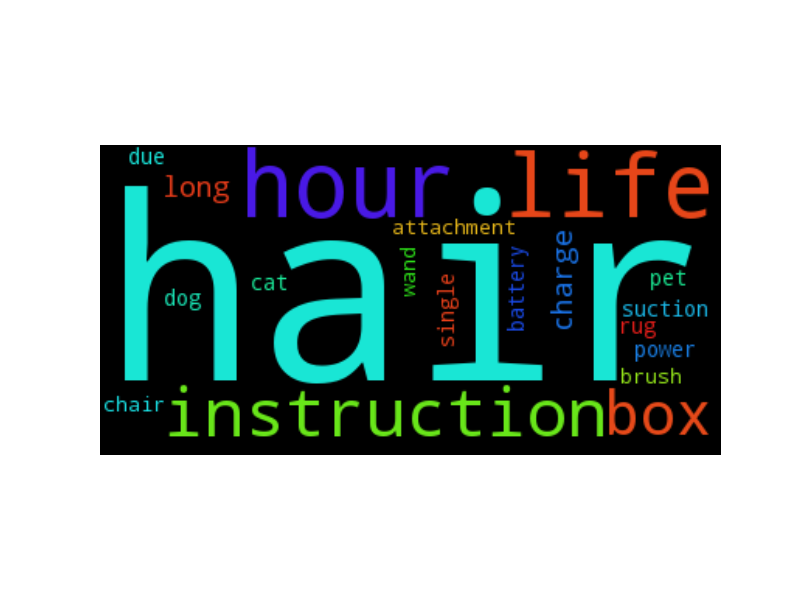 due
hour
life
long
attachment
hair
wand
single
battery
charge
cat
dog
pet
suction
rug
power
brush
chair
instruction
box